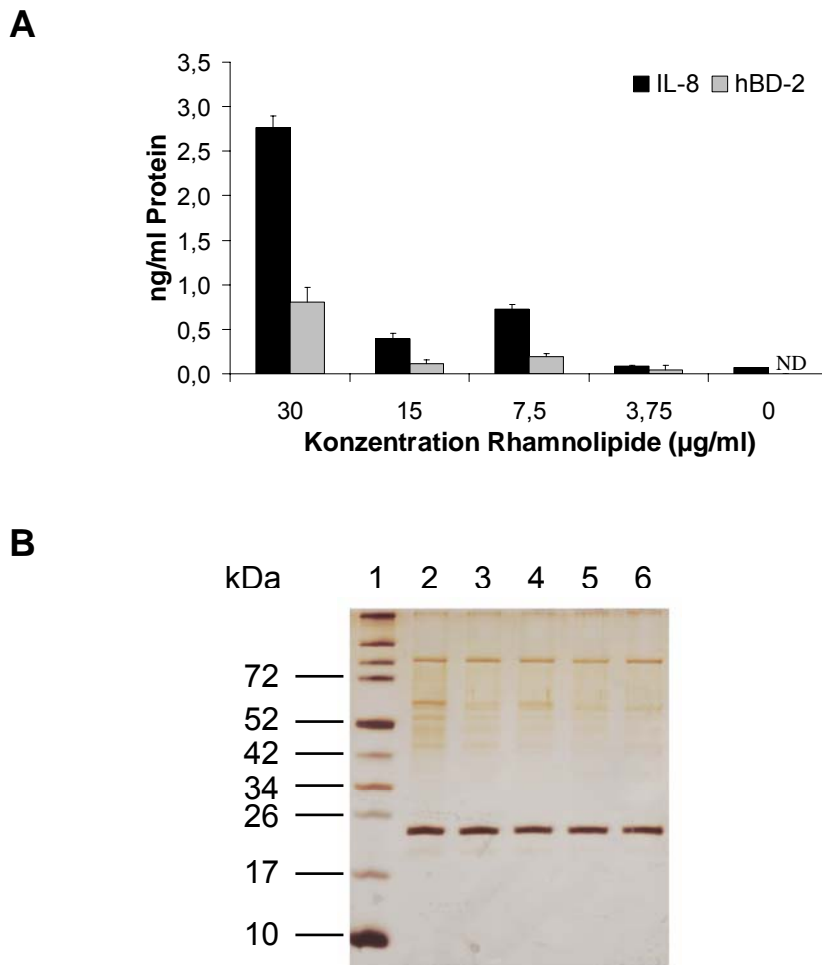 A
3,5
3,0
2,5
2,0
1,5
1,0
0,5
0,0
ng/ml Protein
IL-8 hBD-2
ND
30 15 7,5 3,75 0
Konzentration Rhamnolipide (µg/ml)
B
kDa 1 2 3 4 5 6
72
52
42
34
26
17
10